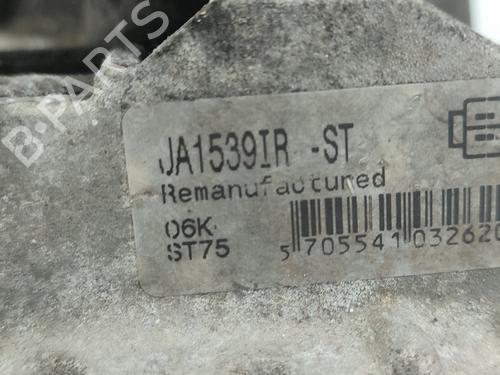 B-PARTS
JA1539IR -ST
Remanufactured
06K
ST75
5 705541 032620